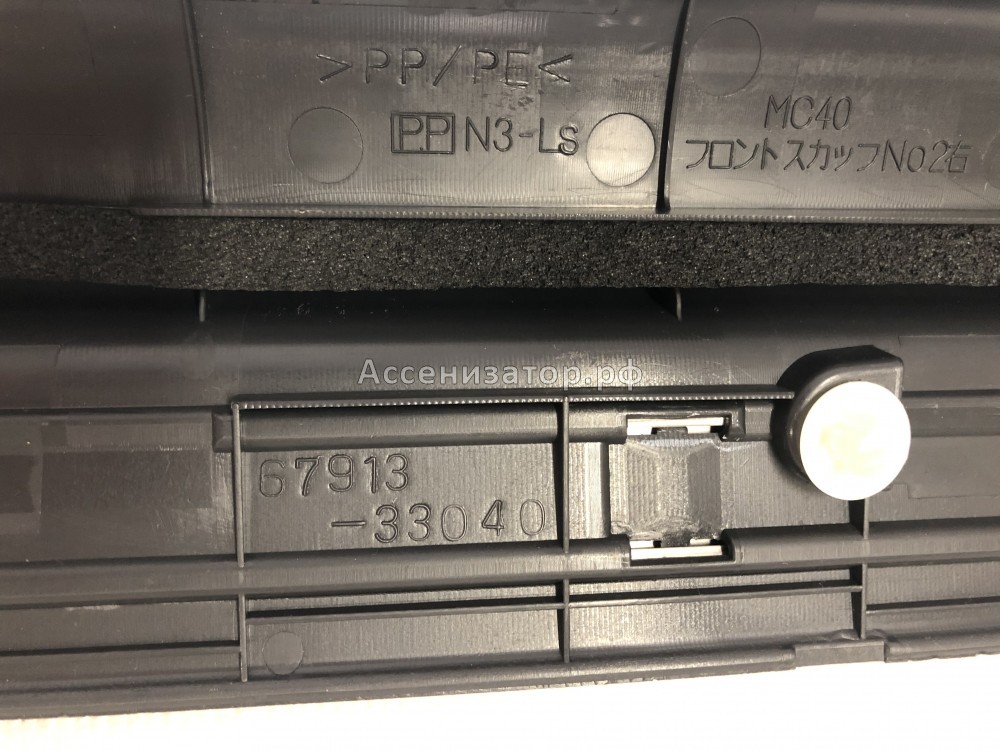 >PP/PE<
PP N3-Ls
MC40
フロントスカッフNo2右
Ассенизатор.рф
67913
-33040